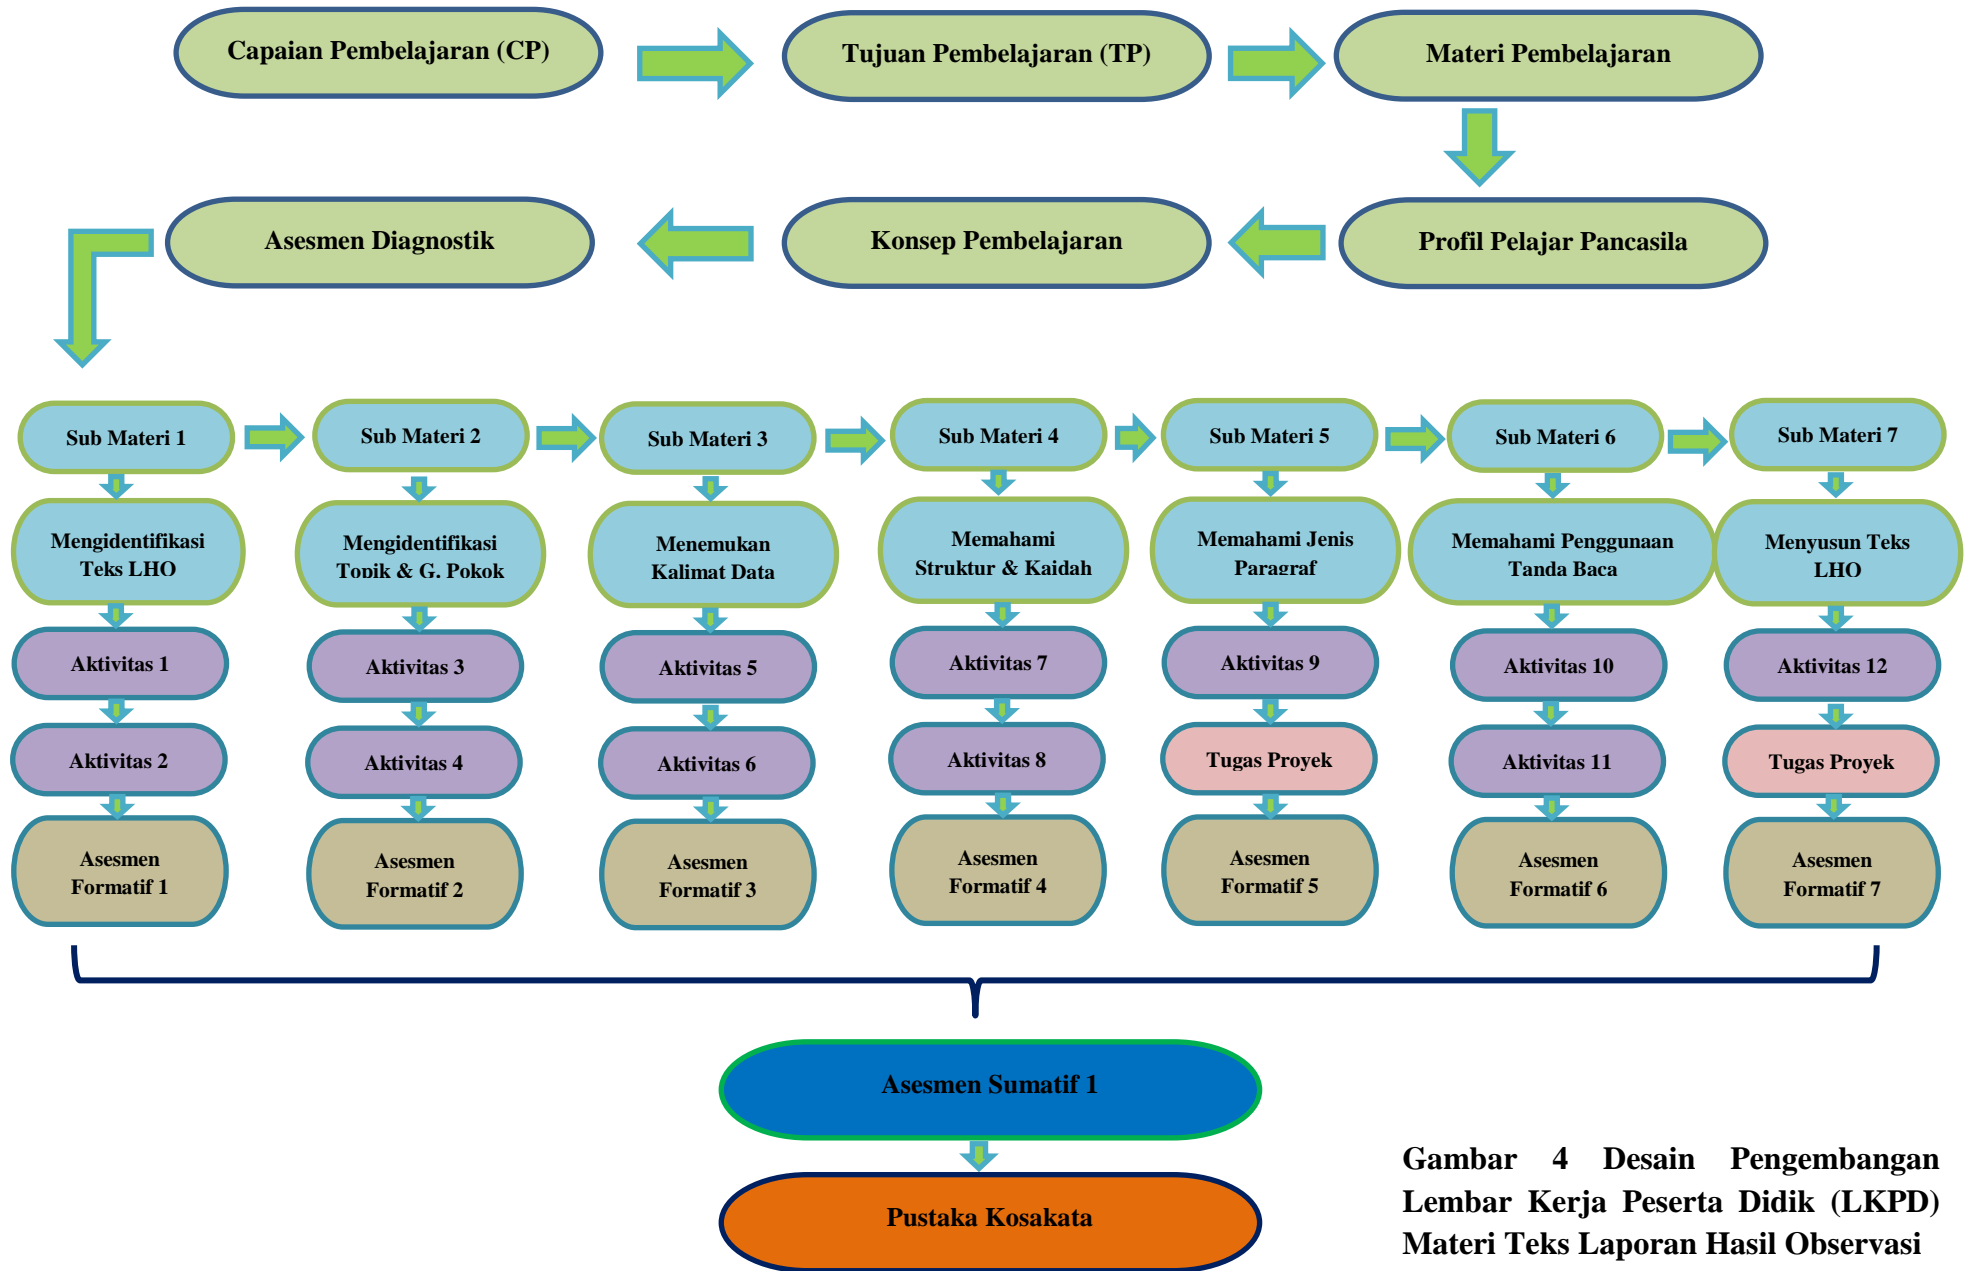 Capaian Pembelajaran (CP)
Tujuan Pembelajaran (TP)
Materi Pembelajaran
Asesmen Diagnostik
Konsep Pembelajaran
Profil Pelajar Pancasila
Sub Materi 1
Sub Materi 2
Sub Materi 3
Sub Materi 4
Sub Materi 5
Sub Materi 6
Sub Materi 7
Mengidentifikasi
Teks LHO
Mengidentifikasi
Topik & G. Pokok
Menemukan
Kalimat Data
Memahami
Struktur & Kaidah
Memahami Jenis
Paragraf
Memahami Penggunaan
Tanda Baca
Menyusun Teks
LHO
Aktivitas 1
Aktivitas 3
Aktivitas 5
Aktivitas 7
Aktivitas 9
Aktivitas 10
Aktivitas 12
Aktivitas 2
Aktivitas 4
Aktivitas 6
Aktivitas 8
Tugas Proyek
Aktivitas 11
Tugas Proyek
Asesmen
Formatif 1
Asesmen
Formatif 2
Asesmen
Formatif 3
Asesmen
Formatif 4
Asesmen
Formatif 5
Asesmen
Formatif 6
Asesmen
Formatif 7
Asesmen Sumatif 1
Pustaka Kosakata
Gambar 4 Desain Pengembangan
Lembar Kerja Peserta Didik (LKPD)
Materi Teks Laporan Hasil Observasi